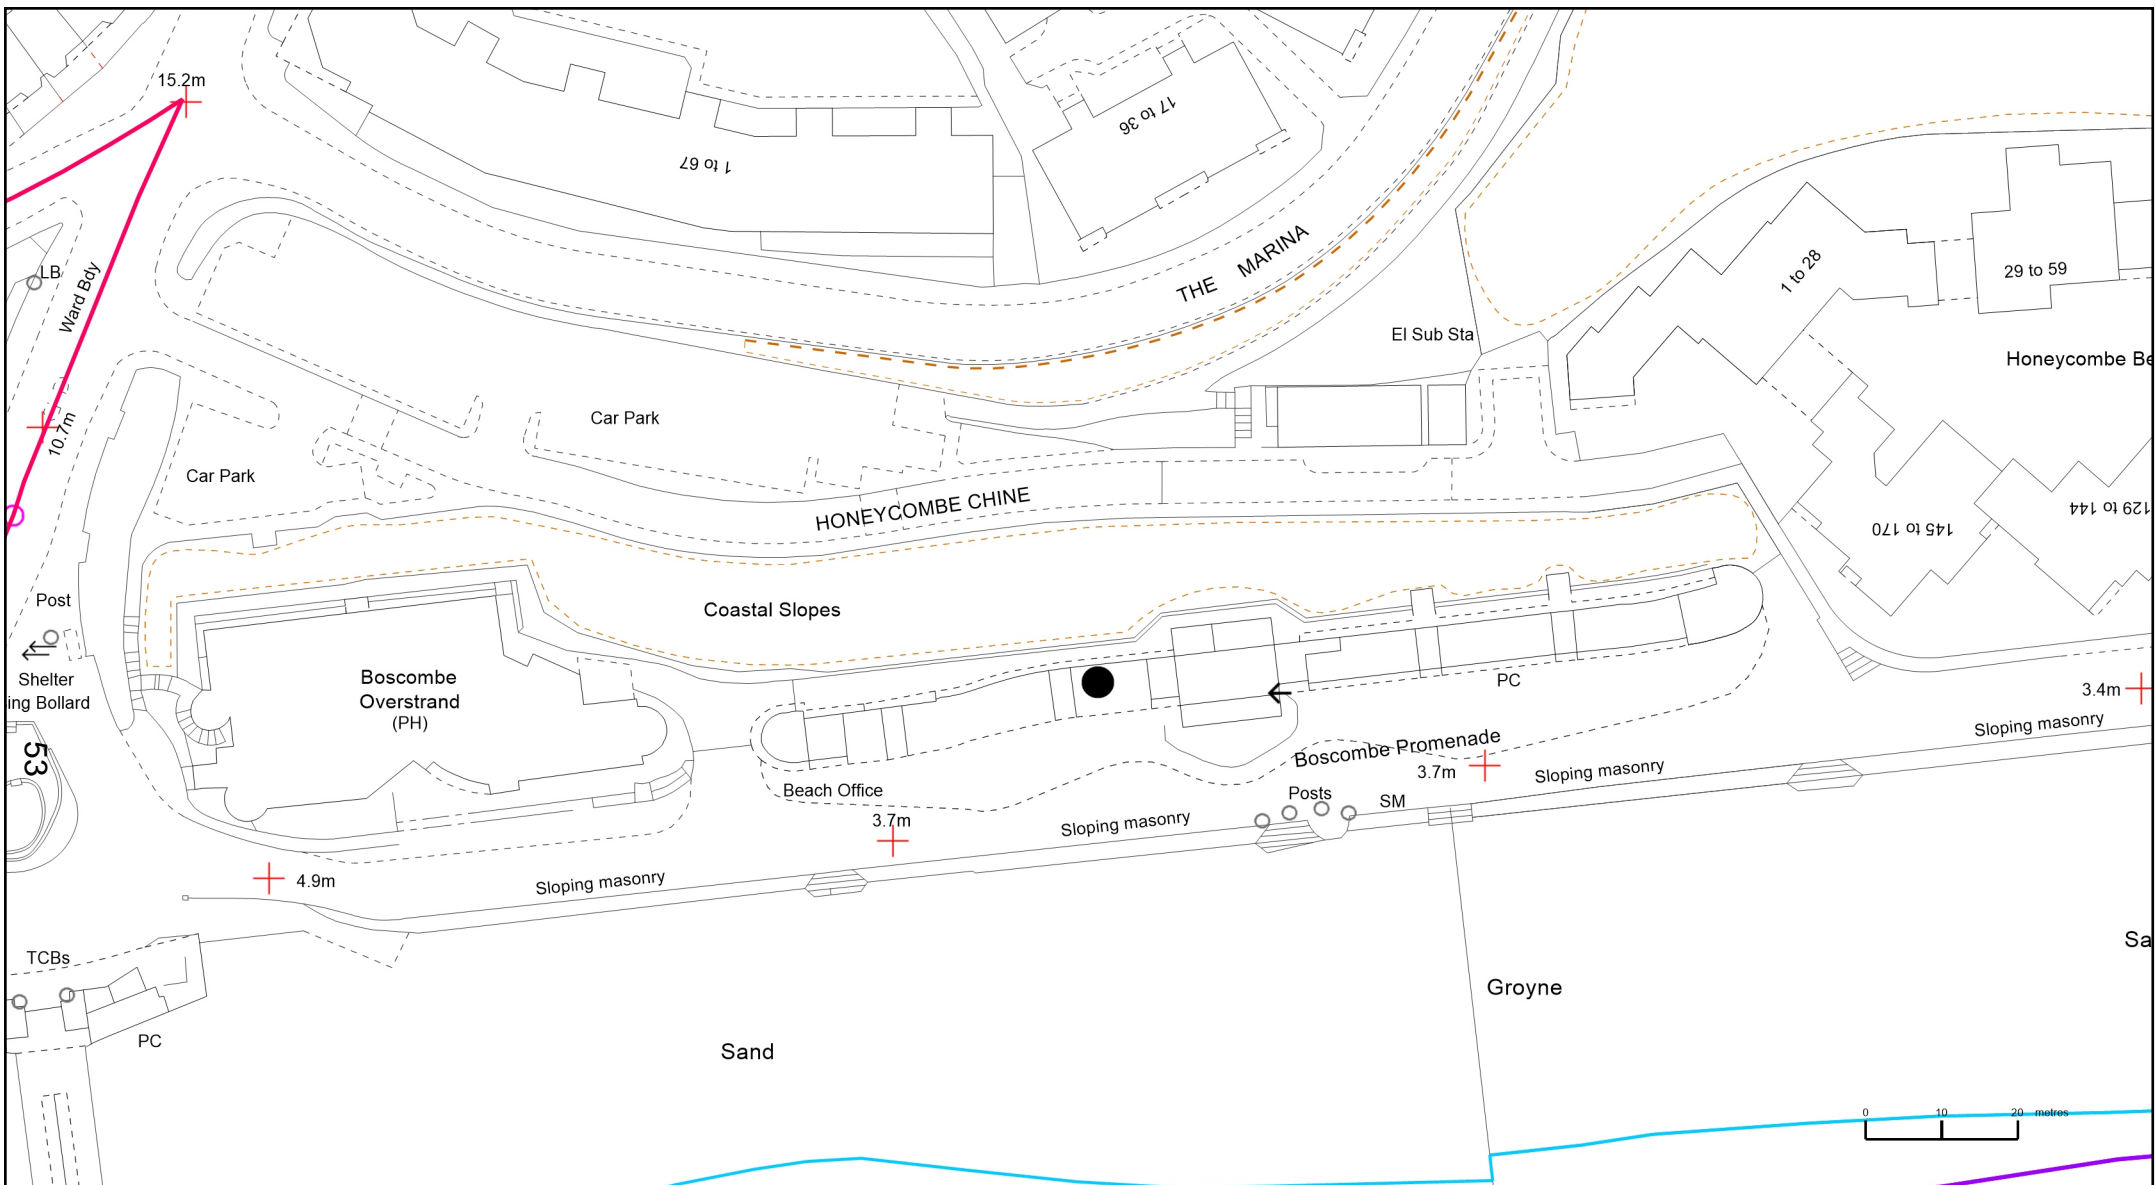 15.2m
17 to 36
1 to 67
THE MARINA
LB
Ward Bdy
1 to 28
29 to 59
El Sub Sta
Honeycombe Be
Car Park
10.7m
Car Park
HONEYCOMBE CHINE
129 to 144
145 to 170
Post
Coastal Slopes
Shelter
ing Bollard
Boscombe
Overstrand
(PH)
PC
3.4m
Sloping masonry
53
Boscombe Promenade
3.7m
Sloping masonry
Beach Office
Posts
SM
3.7m
Sloping masonry
4.9m
Sloping masonry
Sa
TCBs
Groyne
PC
Sand
0 10 20 metres